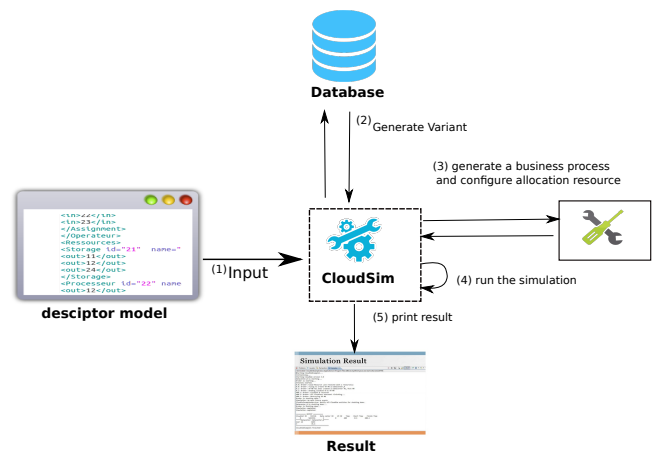 Database
(2) Generate Variant
(3) generate a business process
and configure allocation resource
<in>22</in>
<in>23</in>
</Assignment>
</Operateur>
<Ressources>
<Storage id="21" name="
<out>11</out>
<out>12</out>
<out>24</out>
</Storage>
<Processeur id="22" name
<out>12</out>
desciptor model
(1) Input
CloudSim
(4) run the simulation
(5) print result
Simulation Result
Result